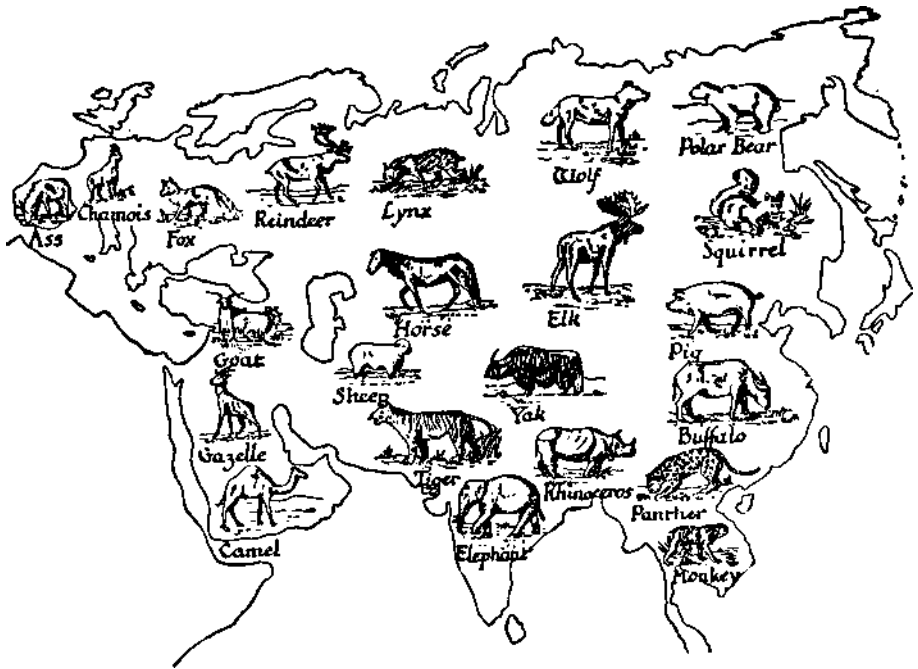 Wolf
Polar Bear
Ass
Chamois
Fox
Reindeer
Lynx
Squirrel
Goat
Horse
Elk
Pig
Sheep
Yak
Buffalo
Gazelle
Tiger
Rhinoceros
Panther
Camel
Elephant
Monkey